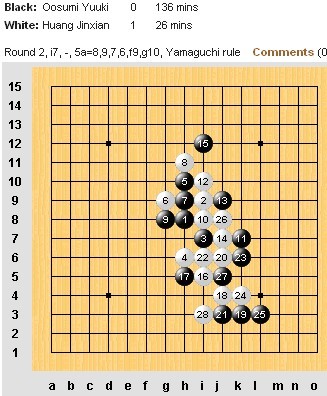 Black: Oosumi Yuuki 0 136 mins
White: Huang Jinxian 1 26 mins
Round 2, i7, -, 5a=8,9,7,6,f9,g10, Yamaguchi rule Comments (0
15
14
13
12 15
11 8
10 5 12
9 6 7 2 13
8 9 1 10 26
7 3 14 11
6 4 22 20 23
5 17 16 27
4 18 24
3 28 21 19 25
2
1
a b c d e f g h i j k l m n o